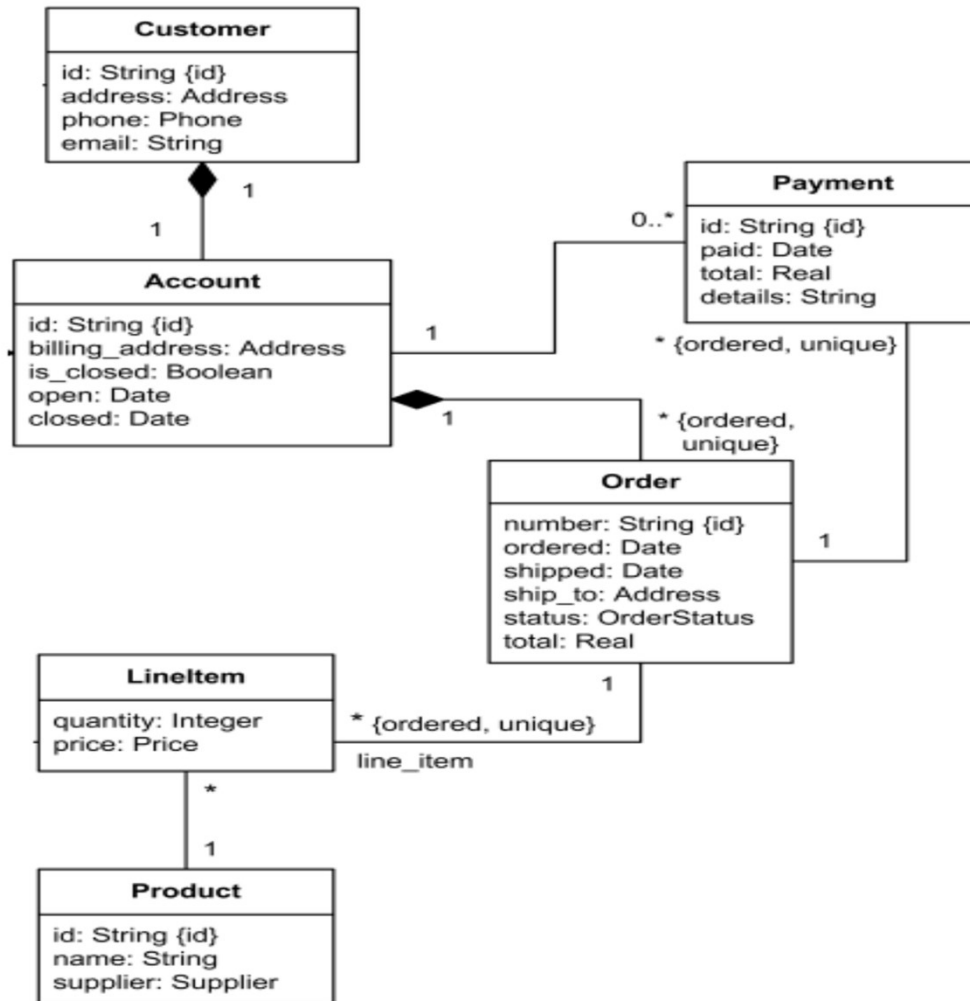 Customer
id: String {id}
address: Address
phone: Phone
email: String
1
1
Payment
id: String {id}
paid: Date
total: Real
details: String
0..*
Account
id: String {id}
billing_address: Address
is_closed: Boolean
open: Date
closed: Date
1
* {ordered, unique}
1
* {ordered,
unique}
Order
number: String {id}
ordered: Date
shipped: Date
ship_to: Address
status: OrderStatus
total: Real
1
1
LineItem
quantity: Integer
price: Price
* {ordered, unique}
line_item
*
1
Product
id: String {id}
name: String
supplier: Supplier